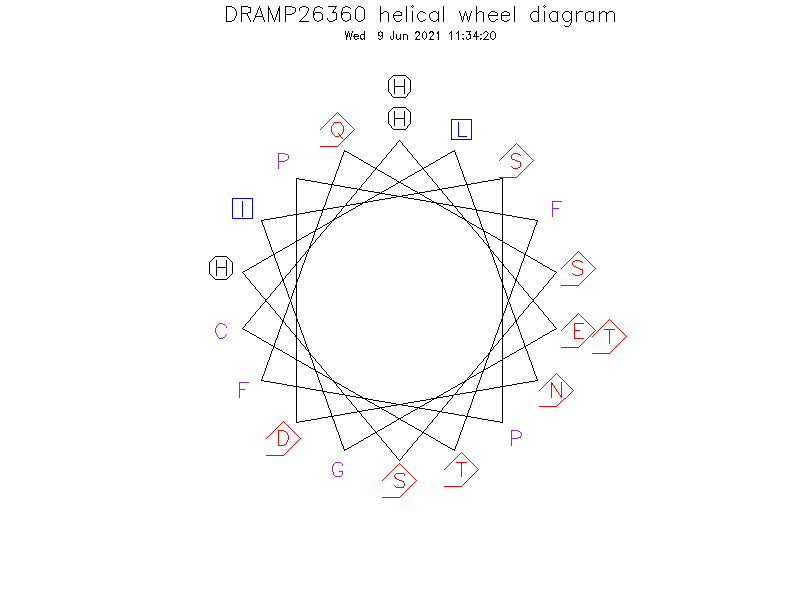 DRAMP26360 helical wheel diagram
Wed 9 Jun 2021 11:34:20
H
H
Q L
P S
I F
H S
C E T
F N
D P
G S T